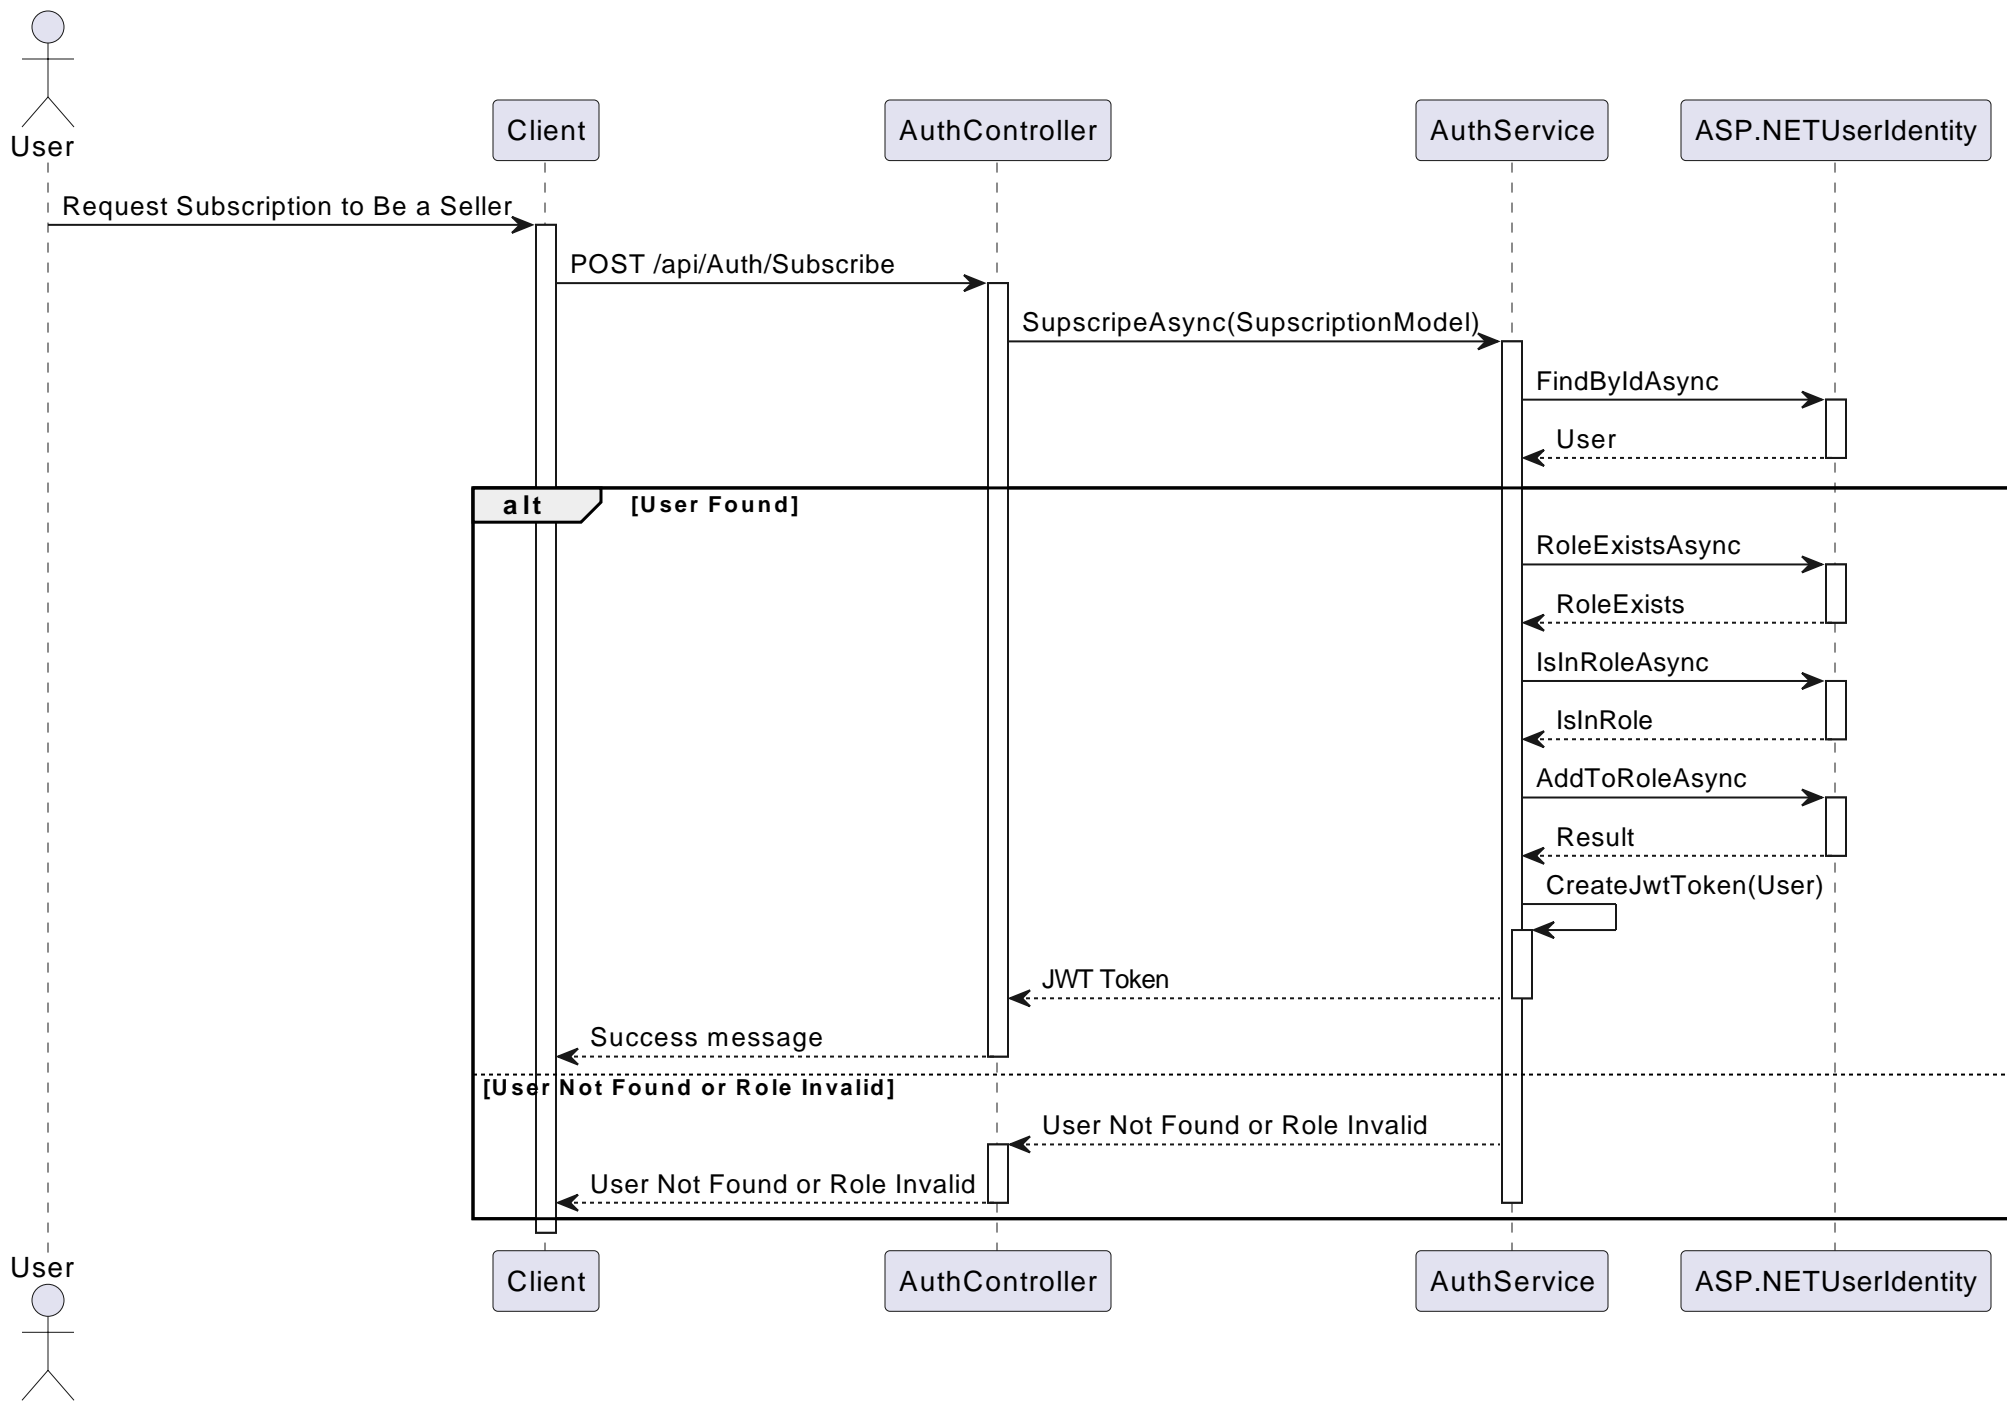 User
Client
AuthController
AuthService
ASP.NETUserIdentity
Request Subscription to Be a Seller
POST /api/Auth/Subscribe
SupscripeAsync(SupscriptionModel)
FindByIdAsync
User
alt
[User Found]
RoleExistsAsync
RoleExists
IsInRoleAsync
IsInRole
AddToRoleAsync
Result
CreateJwtToken(User)
JWT Token
Success message
[User Not Found or Role Invalid]
User Not Found or Role Invalid
User Not Found or Role Invalid
User
Client
AuthController
AuthService
ASP.NETUserIdentity